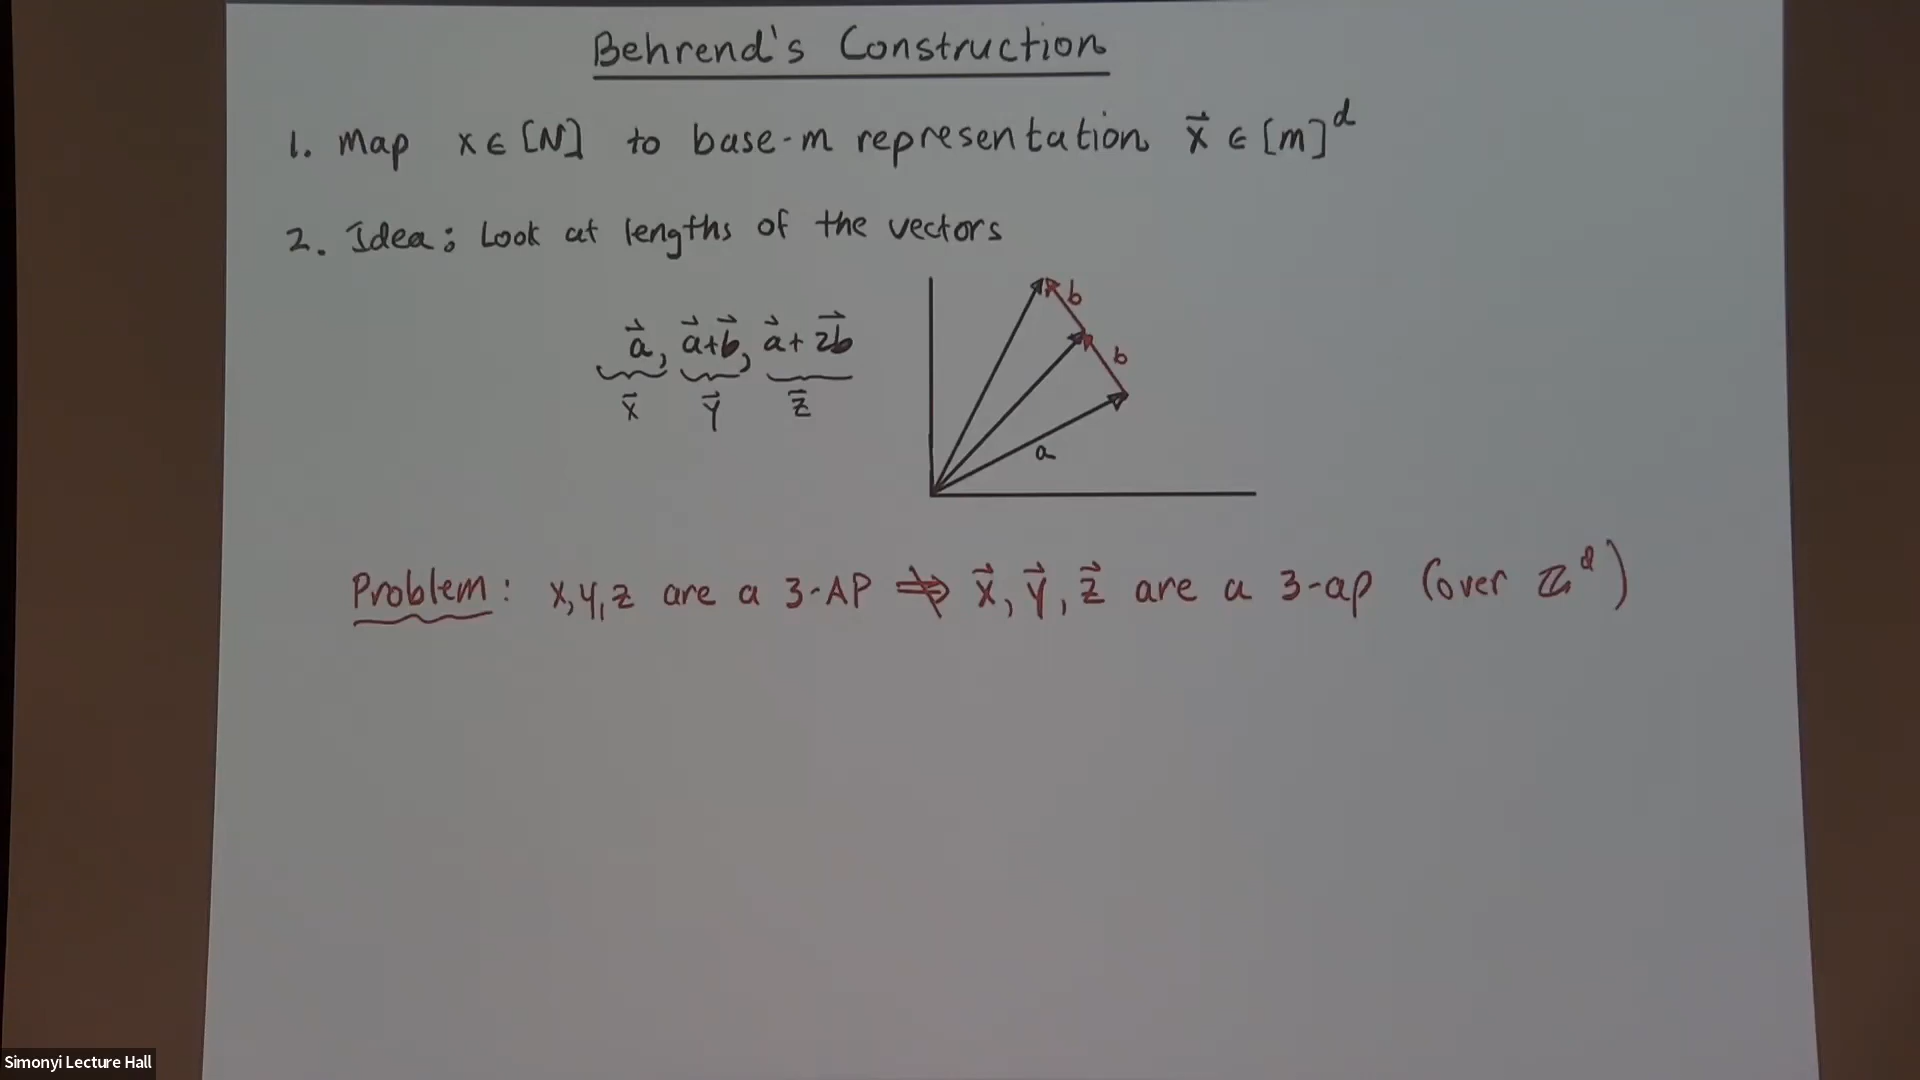 Behrend's Construction
1. Map x ∈ [N] to base-m representation x⃗ ∈ [m]^d
2. Idea: Look at lengths of the vectors
a⃗, a⃗+b⃗, a⃗+2b⃗
x⃗ y⃗ z⃗
b
b
a
Problem: x,y,z are a 3-AP ⇏ x⃗, y⃗, z⃗ are a 3-ap (over ℤ^d)
Simonyi Lecture Hall